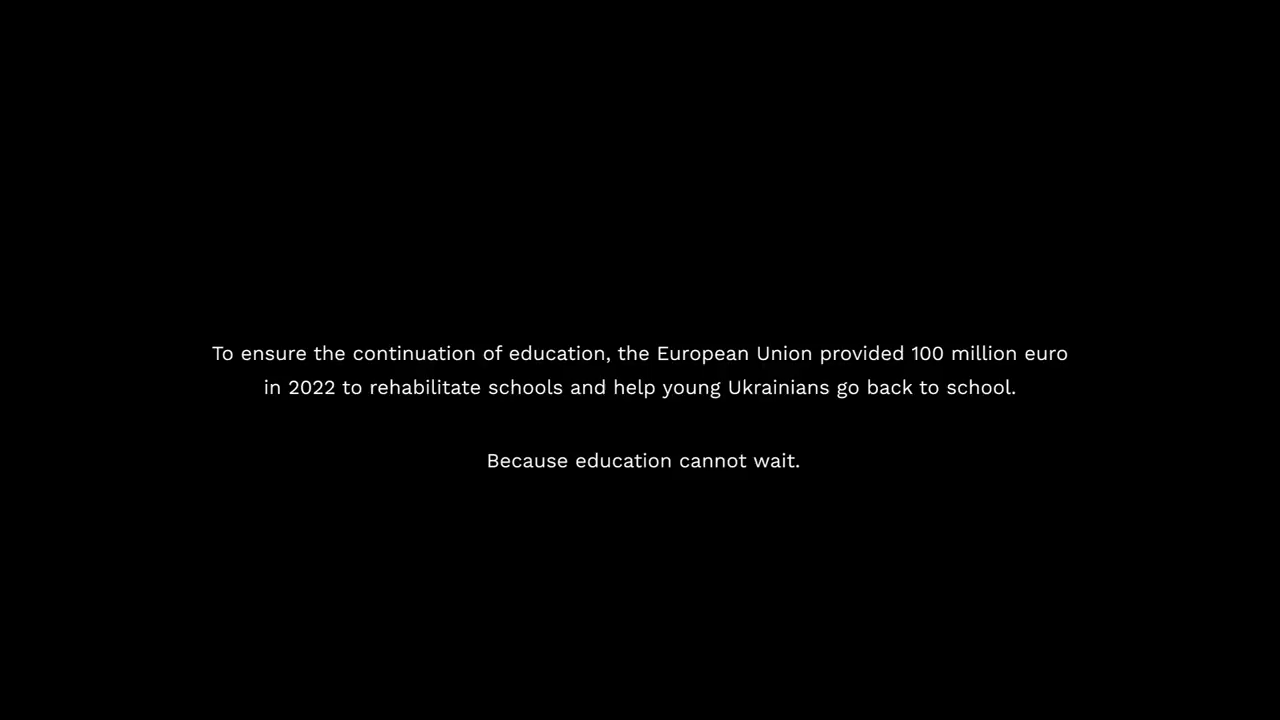 To ensure the continuation of education, the European Union provided 100 million euro
in 2022 to rehabilitate schools and help young Ukrainians go back to school.
Because education cannot wait.